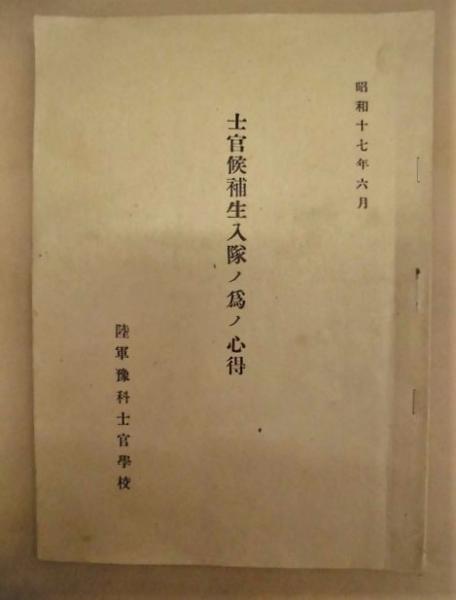 昭和十七年六月
士官候補生入隊ノ爲ノ心得
陸軍豫科士官學校